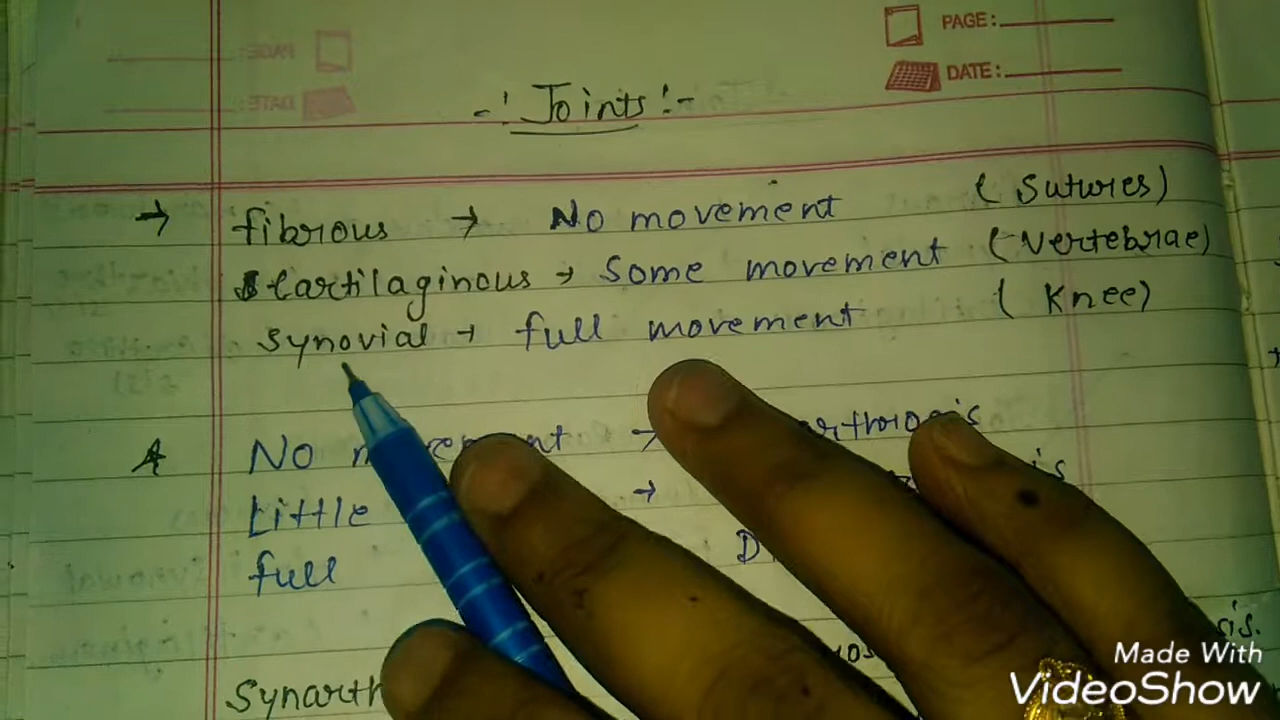 PAGE:
DATE:
-: Joints :-
→ fibrous → No movement (Sutures)
Cartilaginous → Some movement (Vertebrae)
Synovial → full movement (Knee)
No →
Little →
full
Made With
VideoShow